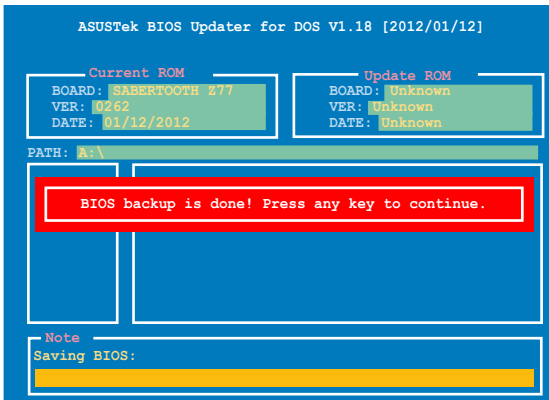 ASUSTek BIOS Updater for DOS V1.18 [2012/01/12]
Current ROM
BOARD: SABERTOOTH Z77
VER: 0262
DATE: 01/12/2012
Update ROM
BOARD: Unknown
VER: Unknown
DATE: Unknown
PATH: A:\
BIOS backup is done! Press any key to continue.
Note
Saving BIOS: